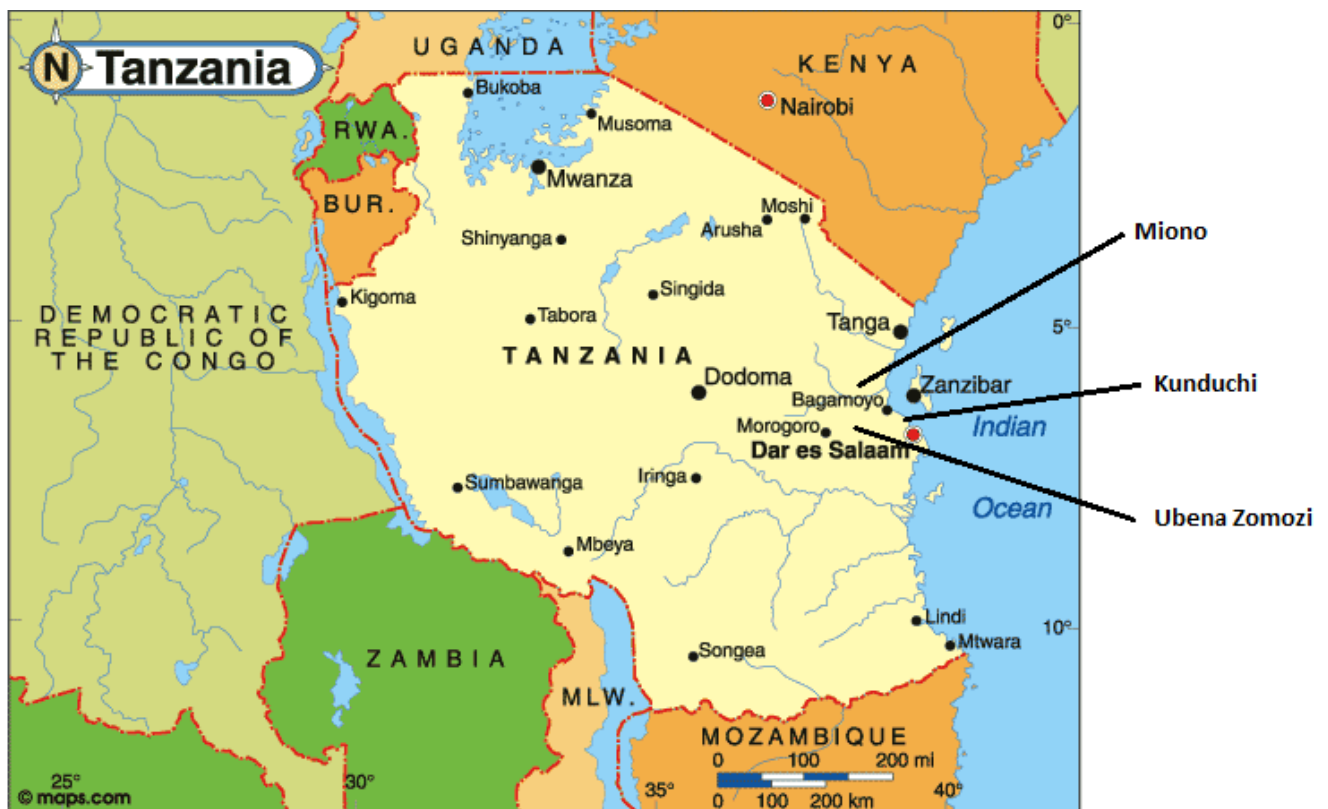 N
Tanzania
UGANDA
KENYA
0°
Bukoba
Nairobi
Musoma
RWA.
Mwanza
BUR.
Moshi
Arusha
Miono
Shinyanga
Kigoma
Singida
DEMOCRATIC
REPUBLIC OF
THE CONGO
Tabora
Tanga
5°
TANZANIA
Dodoma
Zanzibar
Kunduchi
Bagamoyo
Morogoro
Indian
Dar es Salaam
Sumbawanga
Iringa
Ocean
Ubena Zomozi
Mbeya
Lindi
10°
Mtwara
Songea
ZAMBIA
MLW.
MOZAMBIQUE
0 100 200 mi
0 100 200 km
25°
30°
35°
40°
© maps.com